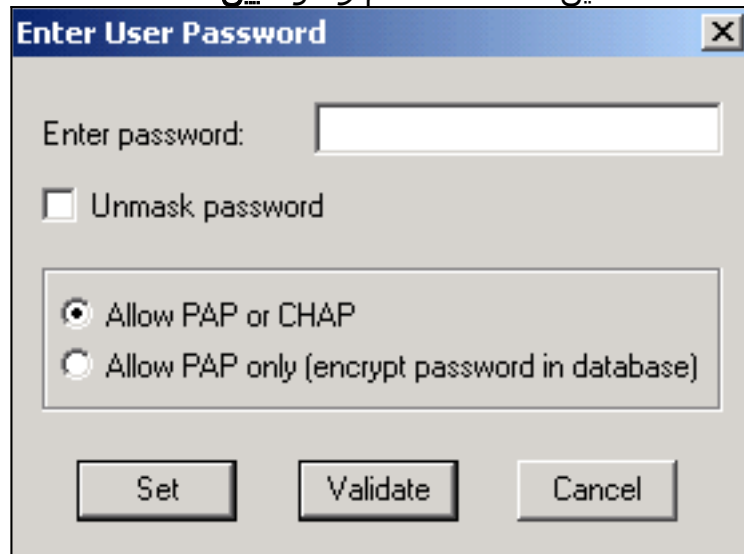 Enter User Password
Enter password:
Unmask password
Allow PAP or CHAP
Allow PAP only (encrypt password in database)
Set Validate Cancel